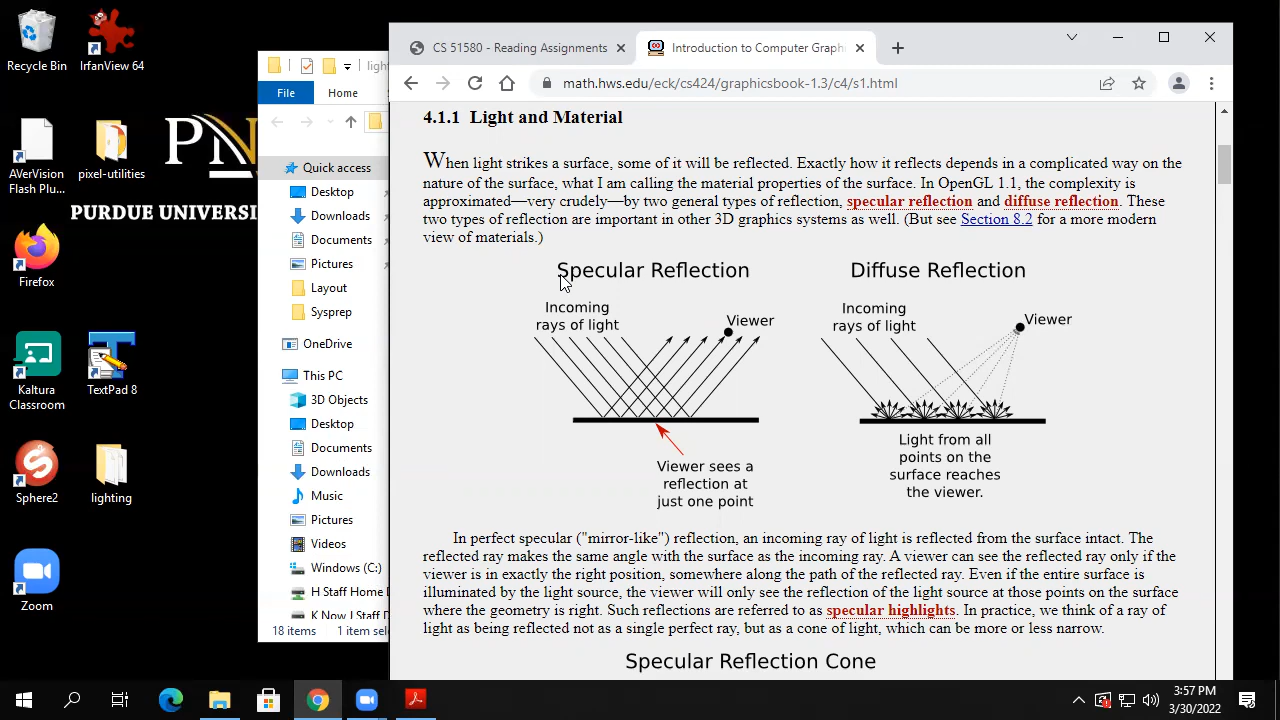 Recycle Bin
IrfanView 64
AVerVision
Flash Plu...
pixel-utilities
PN
PURDUE UNIVERSI
Firefox
Kaltura
Classroom
TextPad 8
Sphere2
lighting
Zoom
light
File
Home
Quick access
Desktop
Downloads
Documents
Pictures
Layout
Sysprep
OneDrive
This PC
3D Objects
Desktop
Documents
Downloads
Music
Pictures
Videos
Windows (C:)
H Staff Home D
K Now J Staff D
18 items
1 item sele
CS 51580 - Reading Assignments
Introduction to Computer Graph
math.hws.edu/eck/cs424/graphicsbook-1.3/c4/s1.html
4.1.1 Light and Material
When light strikes a surface, some of it will be reflected. Exactly how it reflects depends in a complicated way on the
nature of the surface, what I am calling the material properties of the surface. In OpenGL 1.1, the complexity is
approximated—very crudely—by two general types of reflection, specular reflection and diffuse reflection. These
two types of reflection are important in other 3D graphics systems as well. (But see Section 8.2 for a more modern
view of materials.)
Specular Reflection
Incoming
rays of light
Viewer
Viewer sees a
reflection at
just one point
Diffuse Reflection
Incoming
rays of light
Viewer
Light from all
points on the
surface reaches
the viewer.
In perfect specular ("mirror-like") reflection, an incoming ray of light is reflected from the surface intact. The
reflected ray makes the same angle with the surface as the incoming ray. A viewer can see the reflected ray only if the
viewer is in exactly the right position, somewhere along the path of the reflected ray. Even if the entire surface is
illuminated by the light source, the viewer will only see the reflection of the light source at those points on the surface
where the geometry is right. Such reflections are referred to as specular highlights. In practice, we think of a ray of
light as being reflected not as a single perfect ray, but as a cone of light, which can be more or less narrow.
Specular Reflection Cone
3:57 PM
3/30/2022